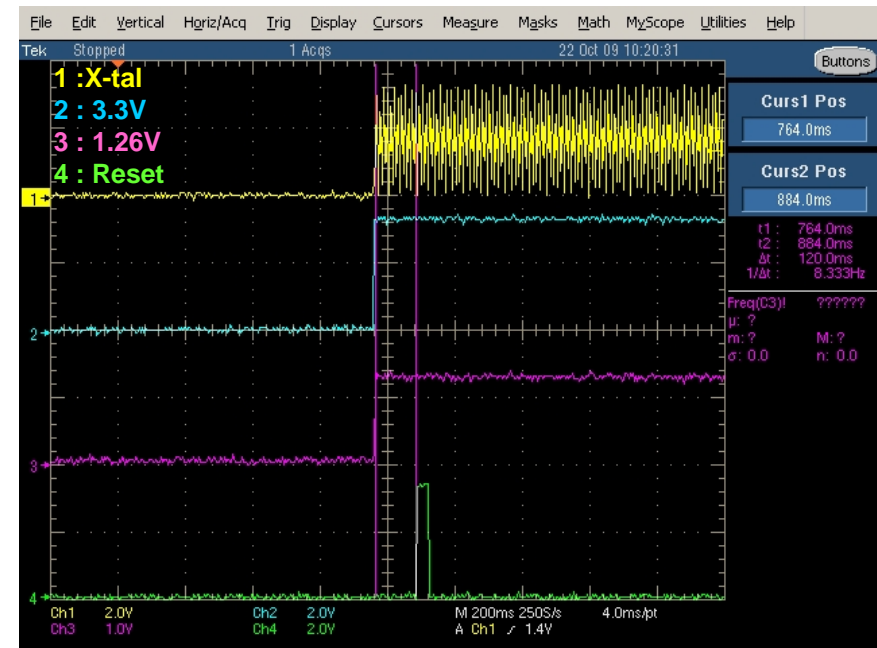 File Edit Vertical Horiz/Acq Trig Display Cursors Measure Masks Math MyScope Utilities Help
Tek Stopped 1 Acqs 22 Oct 09 10:20:31
Buttons
1 :X-tal
2 : 3.3V
3 : 1.26V
4 : Reset
Curs1 Pos
764.0ms
Curs2 Pos
884.0ms
t1 : 764.0ms
t2 : 884.0ms
Δt : 120.0ms
1/Δt : 8.333Hz
Freq(C3)! ??????
µ: ?
m: ? M: ?
σ: 0.0 n: 0.0
1
2
3
4
Ch1 2.0V Ch2 2.0V M 200ms 250S/s 4.0ms/pt
Ch3 1.0V Ch4 2.0V A Ch1 / 1.4V